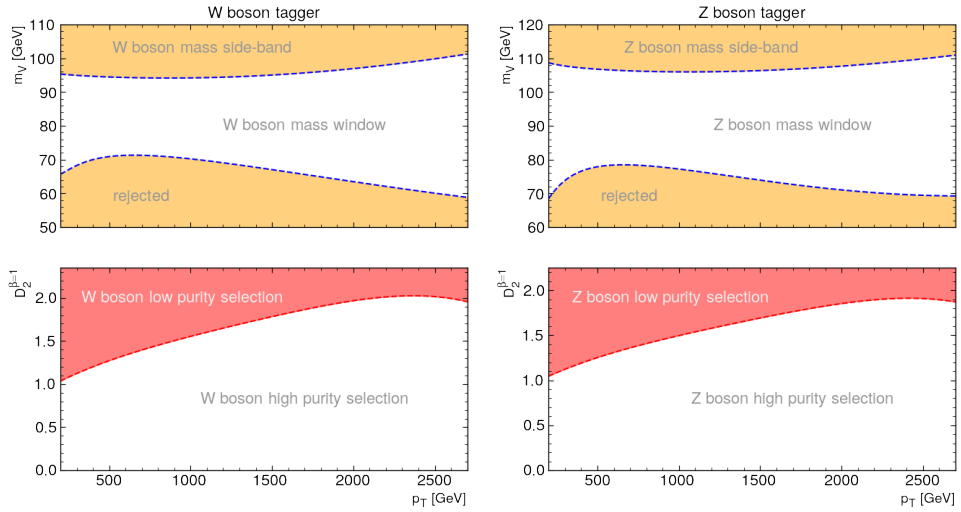 W boson tagger
m_V [GeV]
110
100
90
80
70
60
50
W boson mass side-band
W boson mass window
rejected
Z boson tagger
m_V [GeV]
120
110
100
90
80
70
60
Z boson mass side-band
Z boson mass window
rejected
D_2^{β=1}
2.0
1.5
1.0
0.5
0.0
W boson low purity selection
W boson high purity selection
500 1000 1500 2000 2500
p_T [GeV]
D_2^{β=1}
2.0
1.5
1.0
0.5
0.0
Z boson low purity selection
Z boson high purity selection
500 1000 1500 2000 2500
p_T [GeV]